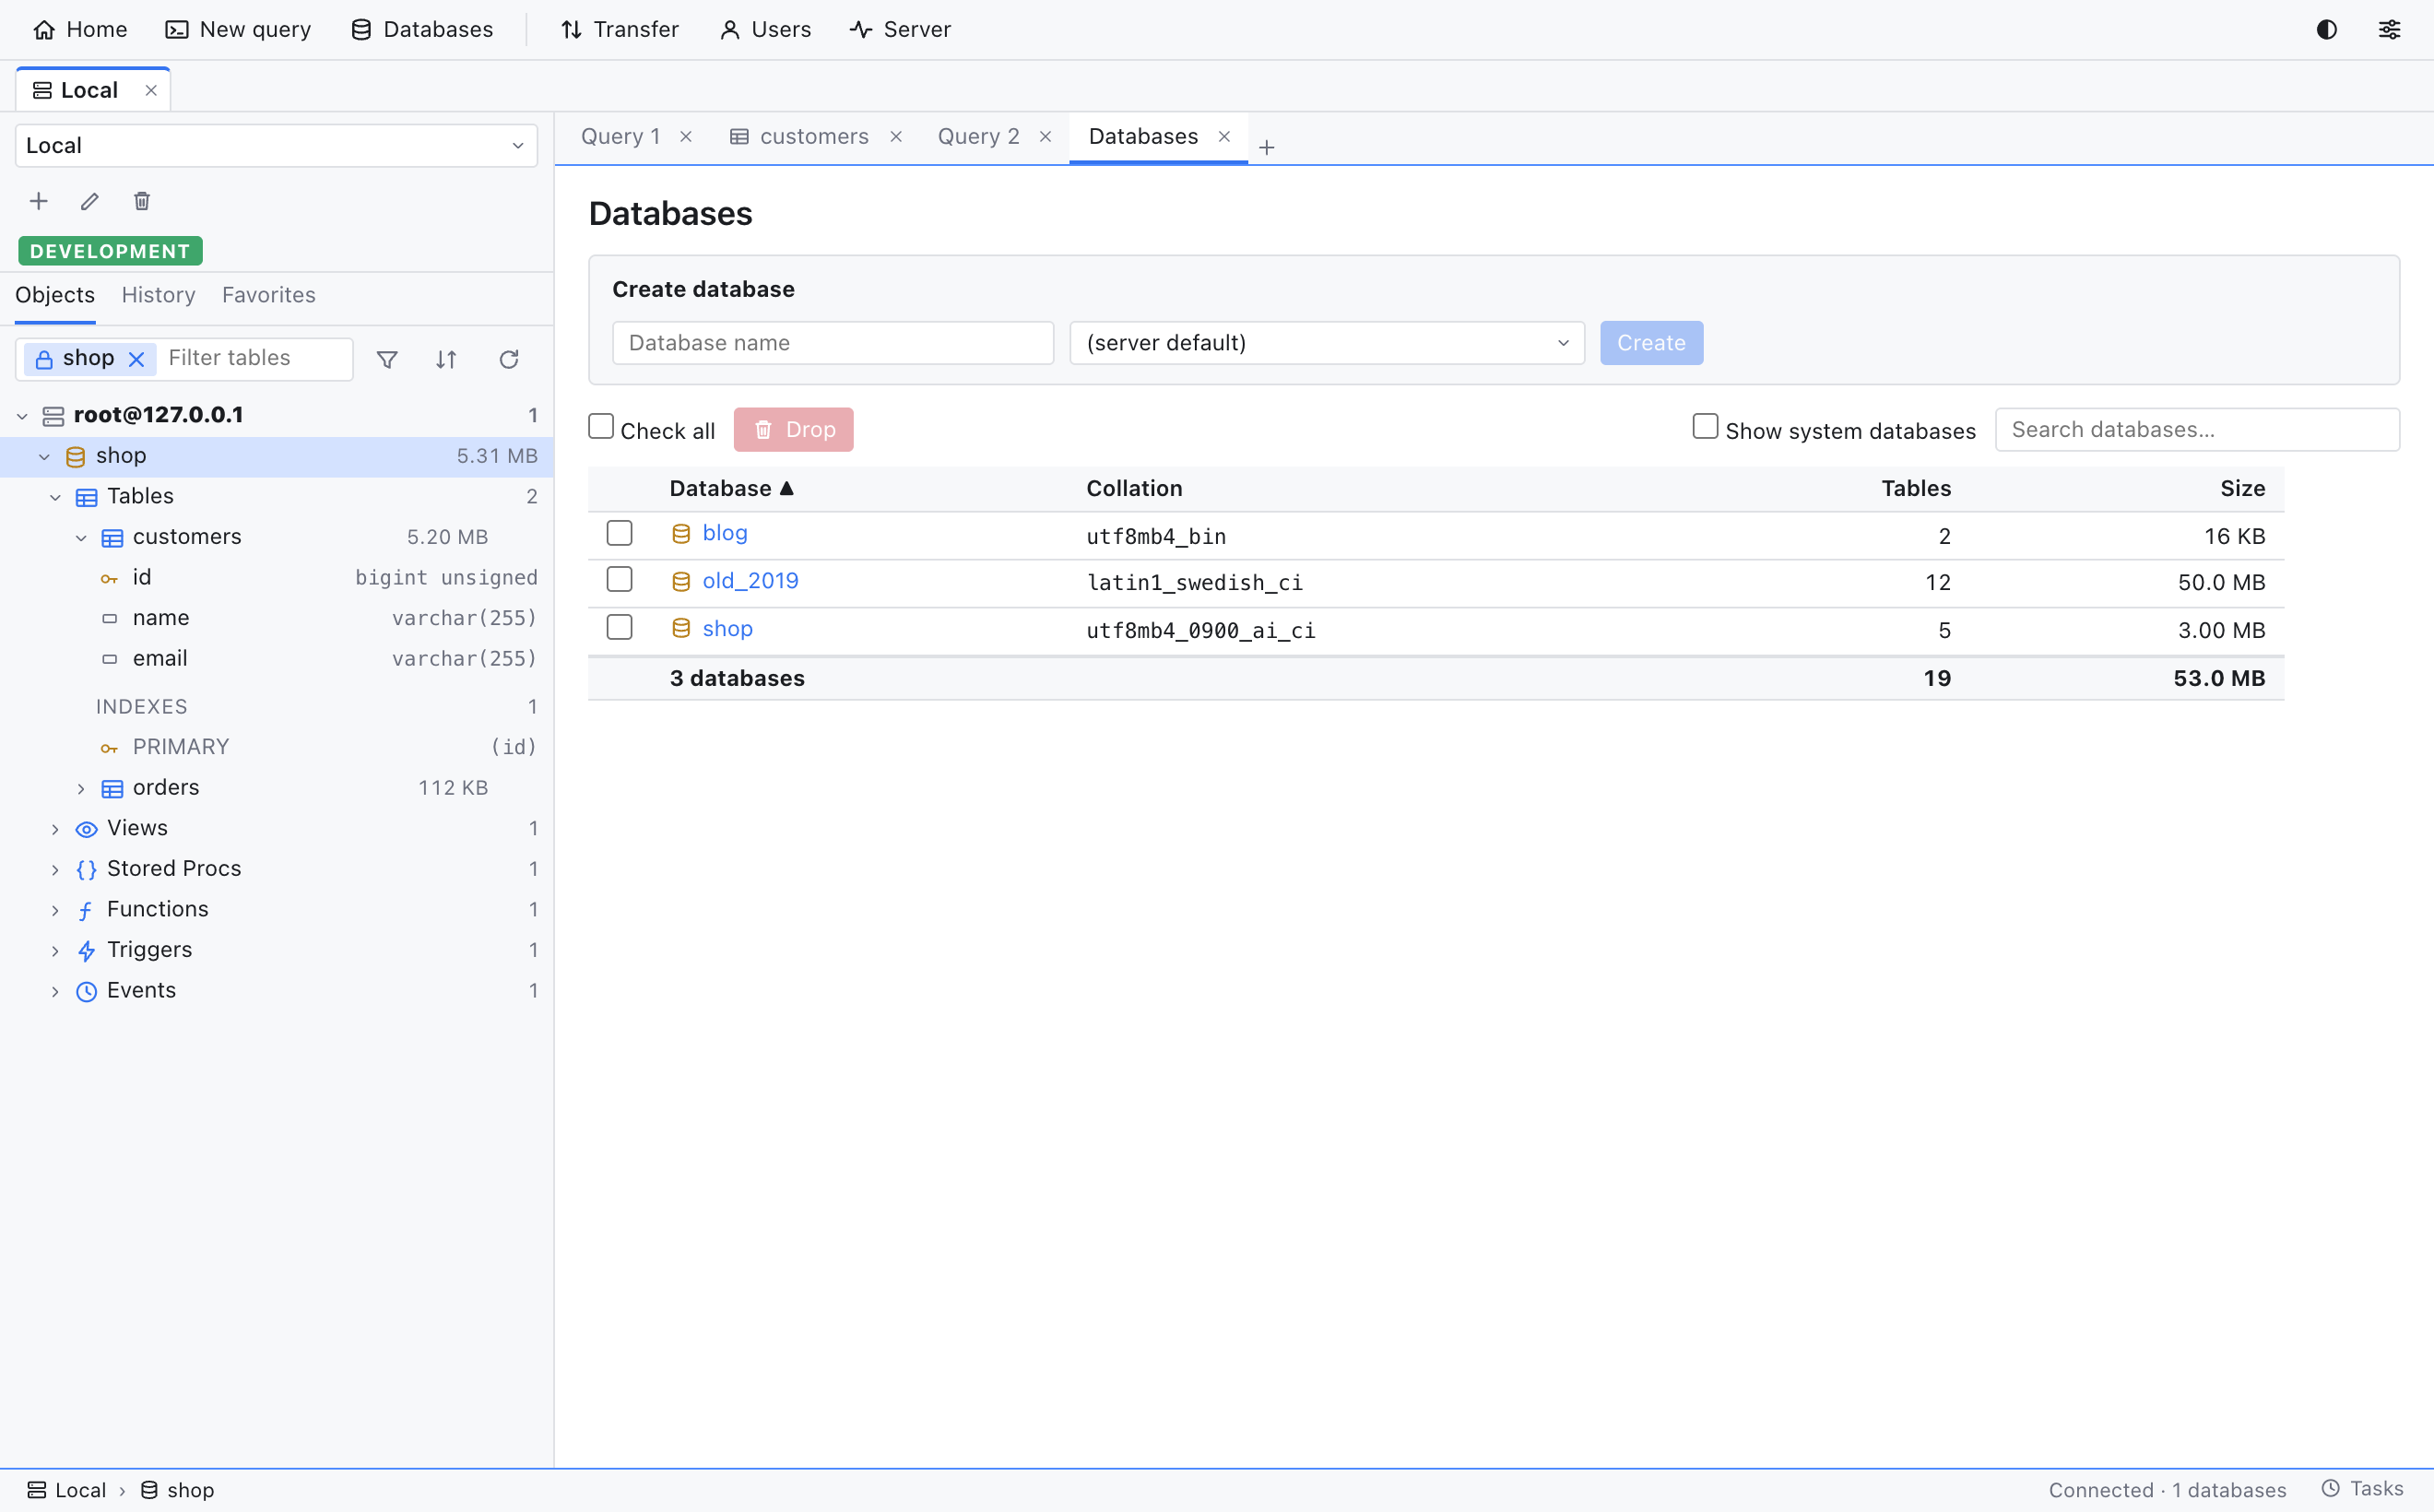 Home New query Databases Transfer Users Server
Local
Local
DEVELOPMENT
Objects History Favorites
shop Filter tables
root@127.0.0.1 1
shop 5.31 MB
Tables 2
customers 5.20 MB
id bigint unsigned
name varchar(255)
email varchar(255)
INDEXES 1
PRIMARY (id)
orders 112 KB
Views 1
Stored Procs 1
Functions 1
Triggers 1
Events 1
Query 1 customers Query 2 Databases
Databases
Create database
Database name (server default) Create
Check all Drop Show system databases Search databases...
Database ▲ Collation Tables Size
blog utf8mb4_bin 2 16 KB
old_2019 latin1_swedish_ci 12 50.0 MB
shop utf8mb4_0900_ai_ci 5 3.00 MB
3 databases 19 53.0 MB
Local › shop Connected · 1 databases Tasks